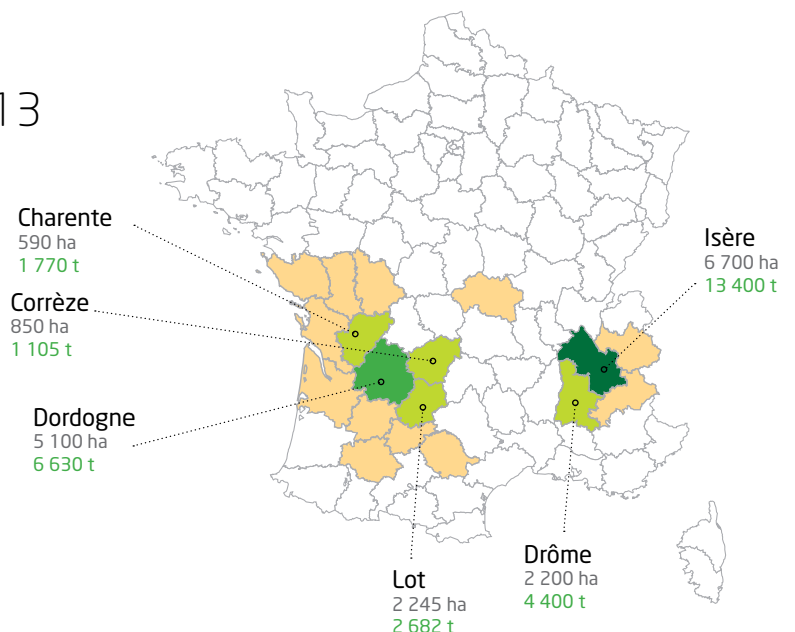 13
Charente
590 ha
1 770 t
Corrèze
850 ha
1 105 t
Dordogne
5 100 ha
6 630 t
Lot
2 245 ha
2 682 t
Drôme
2 200 ha
4 400 t
Isère
6 700 ha
13 400 t